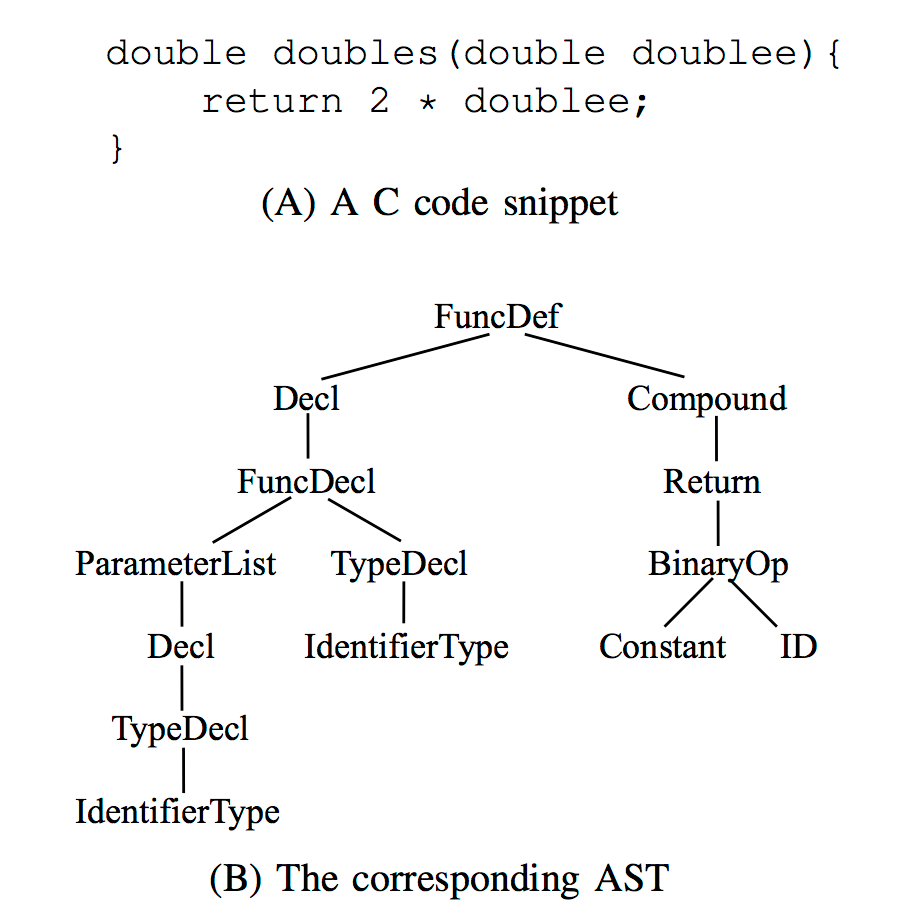 double doubles(double doublee){
return 2 * doublee;
}
(A) A C code snippet
FuncDef
Decl Compound
FuncDecl Return
ParameterList TypeDecl BinaryOp
Decl IdentifierType Constant ID
TypeDecl
IdentifierType
(B) The corresponding AST